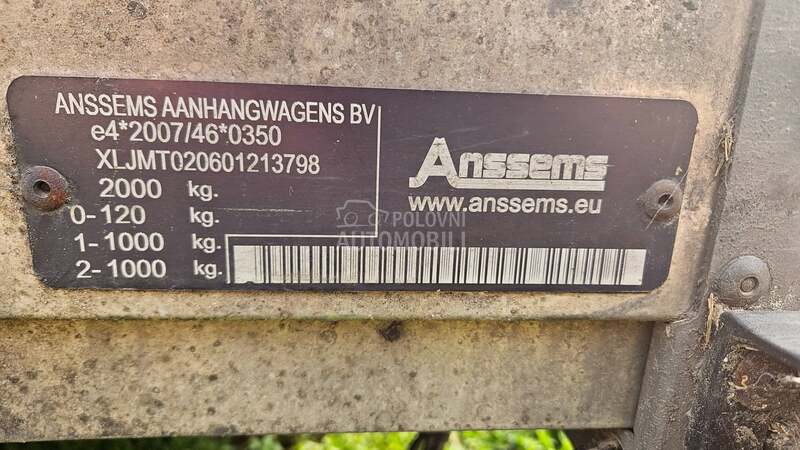 ANSSEMS AANHANGWAGENS BV
e4*2007/46*0350
XLJMT020601213798
2000 kg.
0-120 kg.
1-1000 kg.
2-1000 kg.
Anssems
www.anssems.eu
POLOVNI
AUTOMOBILI